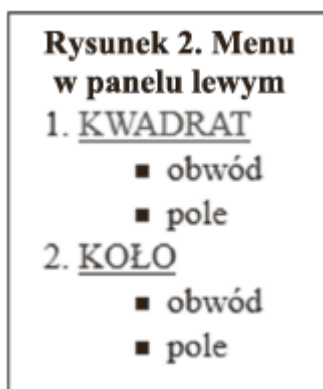 Rysunek 2. Menu
w panelu lewym
1. KWADRAT
▪ obwód
▪ pole
2. KOŁO
▪ obwód
▪ pole